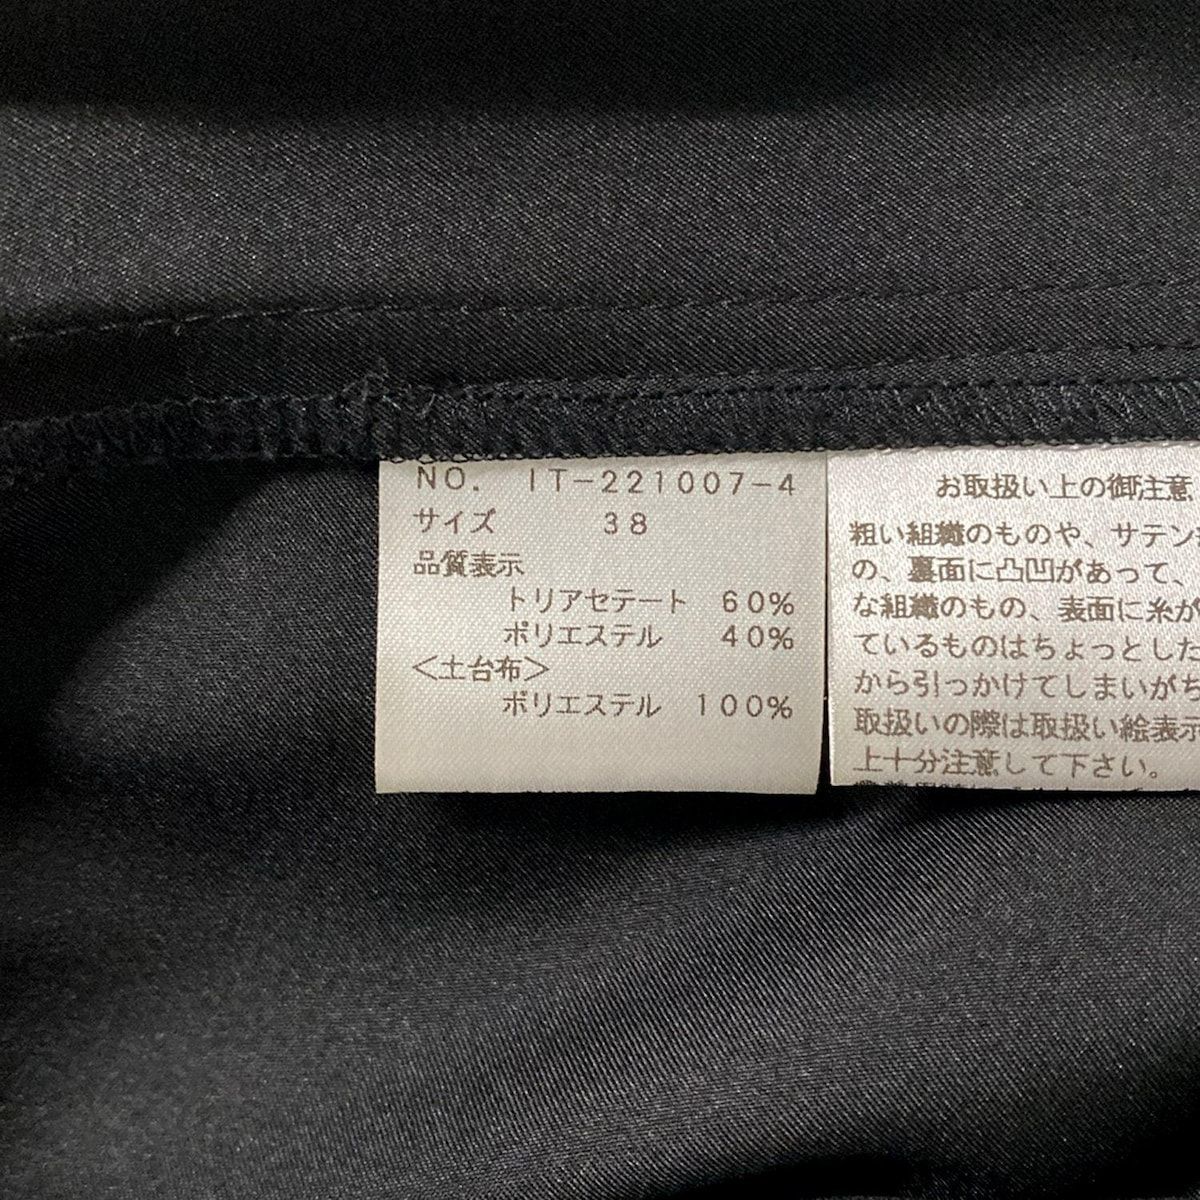 NO. IT-221007-4
サイズ 38
品質表示
トリアセテート 60%
ポリエステル 40%
<土台布>
ポリエステル 100%
お取扱い上の御注意
粗い組織のものや、サテン
の、裏面に凸凹があって、
な組織のもの、表面に糸が
ているものはちょっとした
から引っかけてしまいがち
取扱いの際は取扱い絵表示
上十分注意して下さい。